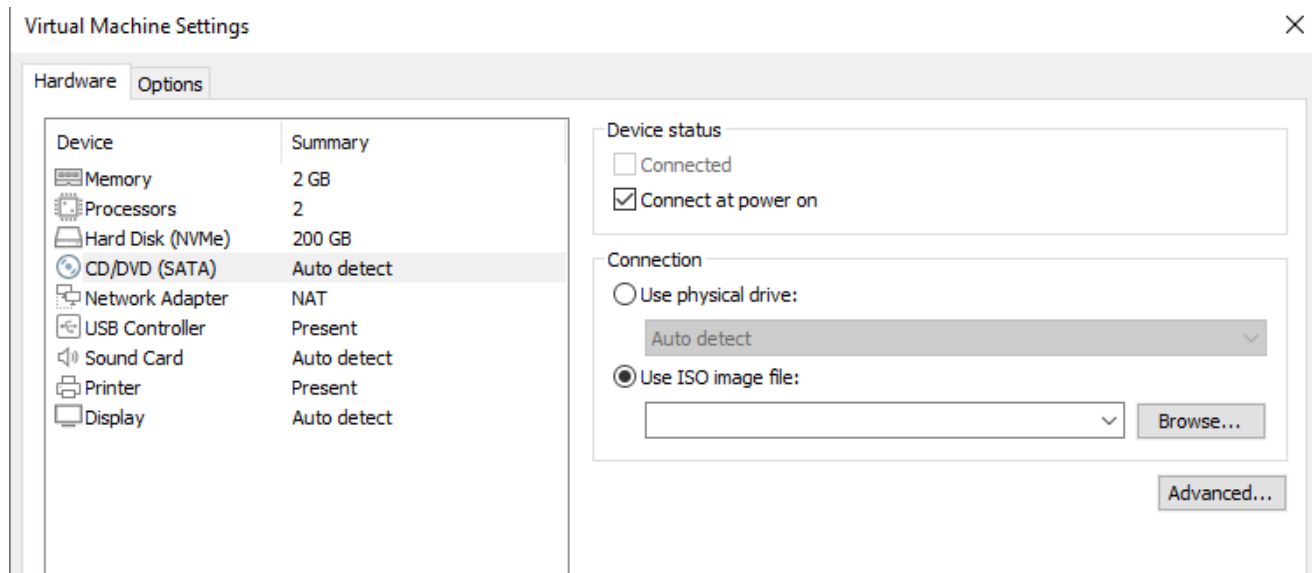 Virtual Machine Settings
Hardware Options
Device Summary
Memory 2 GB
Processors 2
Hard Disk (NVMe) 200 GB
CD/DVD (SATA) Auto detect
Network Adapter NAT
USB Controller Present
Sound Card Auto detect
Printer Present
Display Auto detect
Device status
Connected
Connect at power on
Connection
Use physical drive:
Auto detect
Use ISO image file:
Browse...
Advanced...